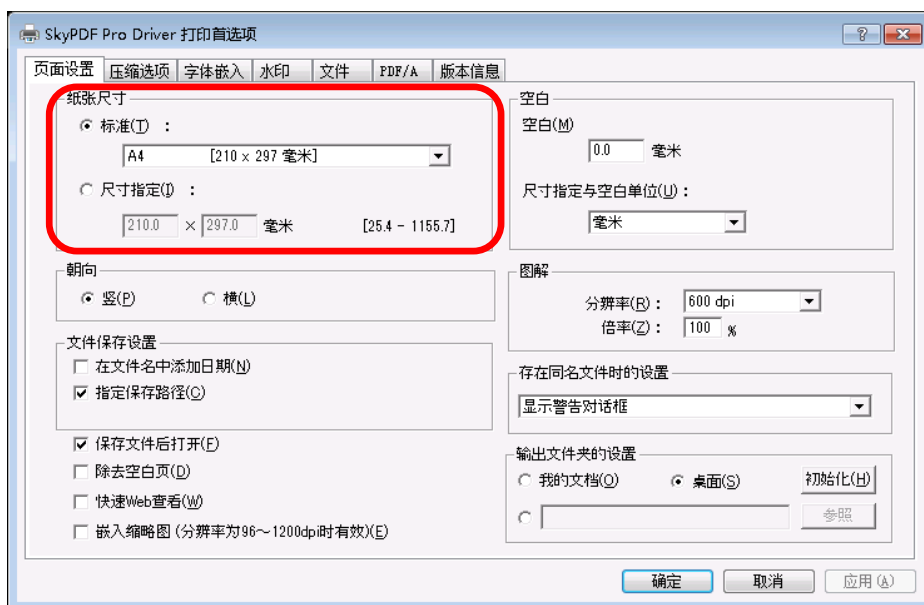 SkyPDF Pro Driver 打印首选项
页面设置 压缩选项 字体嵌入 水印 文件 PDF/A 版本信息
纸张尺寸
标准(T) :
A4 [210 x 297 毫米]
尺寸指定(I) :
210.0 × 297.0 毫米 [25.4 - 1155.7]
朝向
竖(P) 横(L)
文件保存设置
在文件名中添加日期(N)
指定保存路径(C)
保存文件后打开(F)
除去空白页(D)
快速Web查看(W)
嵌入缩略图(分辨率为96~1200dpi时有效)(E)
空白
空白(M)
0.0 毫米
尺寸指定与空白单位(U):
毫米
图解
分辨率(R): 600 dpi
倍率(Z): 100 %
存在同名文件时的设置
显示警告对话框
输出文件夹的设置
我的文档(O) 桌面(S) 初始化(H)
参照
确定 取消 应用(A)